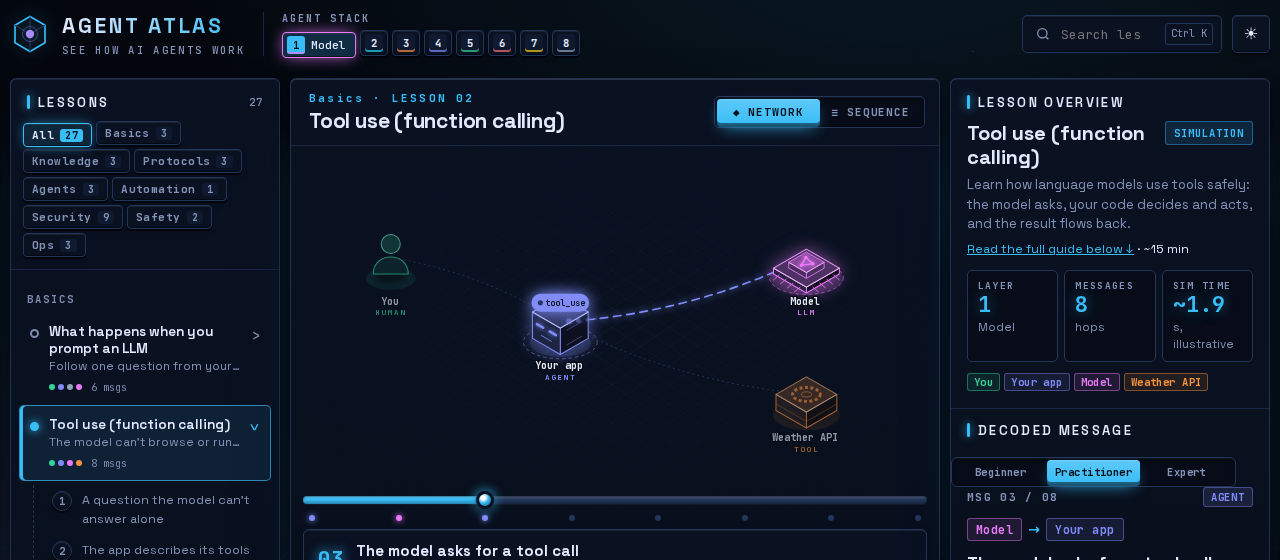 AGENT ATLAS
SEE HOW AI AGENTS WORK
AGENT STACK
1 Model 2 3 4 5 6 7 8
Search les Ctrl K
LESSONS 27
All 27 Basics 3
Knowledge 3 Protocols 3
Agents 3 Automation 1
Security 9 Safety 2
Ops 3
BASICS
What happens when you
prompt an LLM
Follow one question from your…
6 msgs
Tool use (function calling)
The model can't browse or run…
8 msgs
1 A question the model can't
answer alone
2 The app describes its tools
Basics · LESSON 02
Tool use (function calling)
◆ NETWORK ≡ SEQUENCE
You
HUMAN
tool_use
Your app
AGENT
Model
LLM
Weather API
TOOL
03 The model asks for a tool call
LESSON OVERVIEW
Tool use (function
calling)
SIMULATION
Learn how language models use tools safely:
the model asks, your code decides and acts,
and the result flows back.
Read the full guide below ↓ · ~15 min
LAYER
1
Model
MESSAGES
8
hops
SIM TIME
~1.9
s,
illustrative
You Your app Model Weather API
DECODED MESSAGE
Beginner Practitioner Expert
MSG 03 / 08 AGENT
Model → Your app